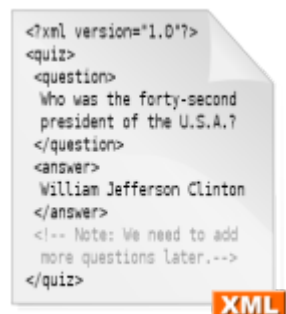 <?xml version="1.0"?>
<quiz>
<question>
Who was the forty-second
president of the U.S.A.?
</question>
<answer>
William Jefferson Clinton
</answer>
<!-- Note: We need to add
more questions later.-->
</quiz>
XML